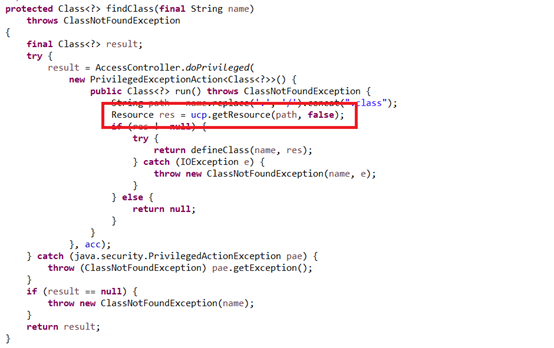 protected Class<?> findClass(final String name)
    throws ClassNotFoundException
{
    final Class<?> result;
    try {
        result = AccessController.doPrivileged(
            new PrivilegedExceptionAction<Class<?>>() {
                public Class<?> run() throws ClassNotFoundException {
                    String path = name.replace('.', '/').concat(".class");
                    Resource res = ucp.getResource(path, false);
                    if (res != null) {
                        try {
                            return defineClass(name, res);
                        } catch (IOException e) {
                            throw new ClassNotFoundException(name, e);
                        }
                    } else {
                        return null;
                    }
                }
            }, acc);
    } catch (java.security.PrivilegedActionException pae) {
        throw (ClassNotFoundException) pae.getException();
    }
    if (result == null) {
        throw new ClassNotFoundException(name);
    }
    return result;
}